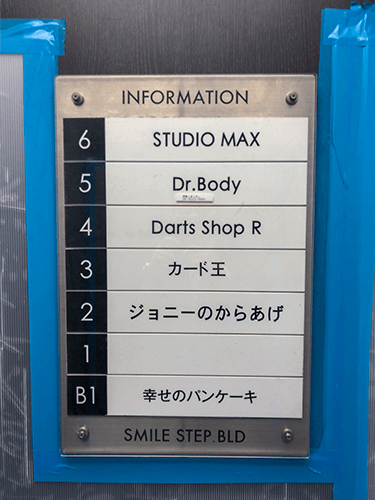 INFORMATION
6 STUDIO MAX
5 Dr.Body
4 Darts Shop R
3 カード王
2 ジョニーのからあげ
1
B1 幸せのパンケーキ
SMILE STEP.BLD